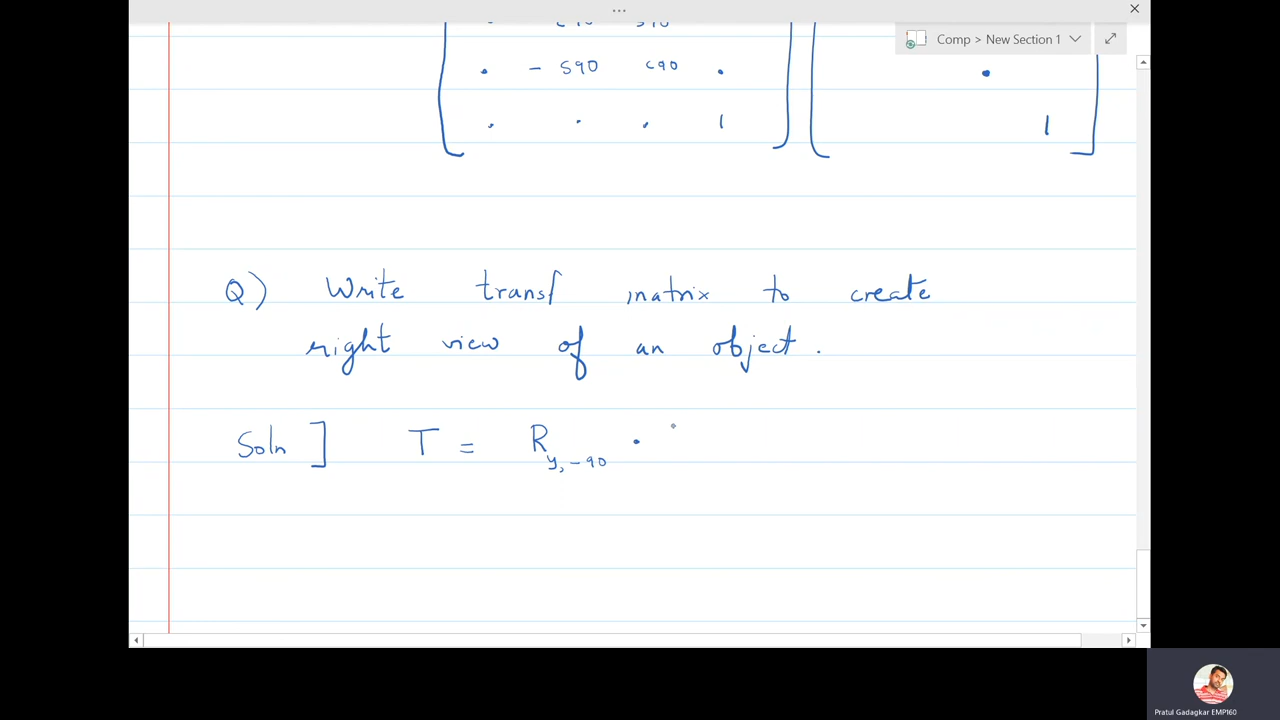 Comp > New Section 1
. - s90 c90 . .
. . . 1 1
Q) Write transf matrix to create
right view of an object .
Soln ] T = R y, -90 .
Pratul Gadagkar EMP160